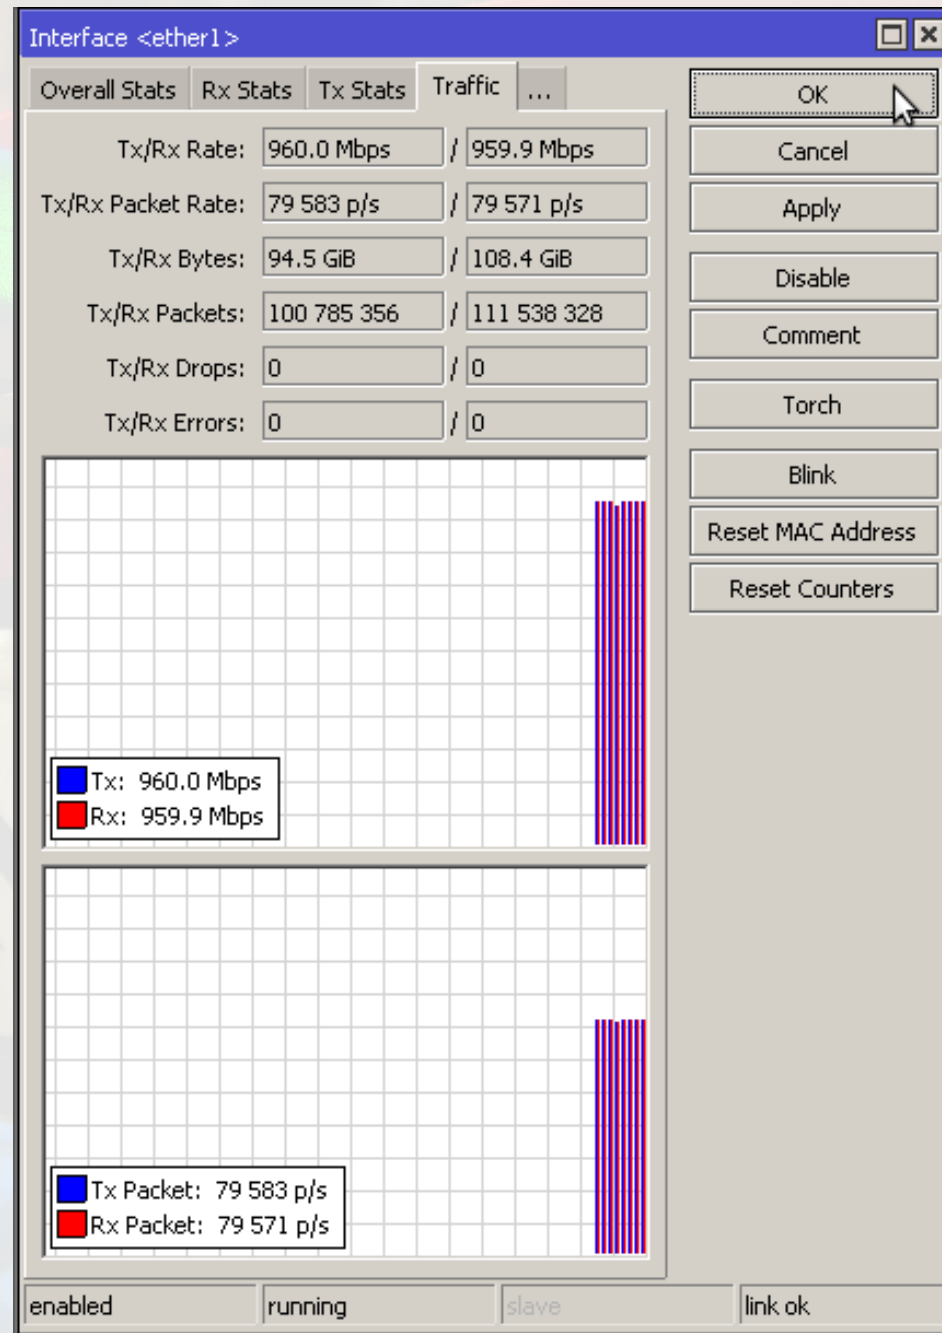 Interface <ether1>
Overall Stats Rx Stats Tx Stats Traffic ...
Tx/Rx Rate: 960.0 Mbps / 959.9 Mbps
Tx/Rx Packet Rate: 79 583 p/s / 79 571 p/s
Tx/Rx Bytes: 94.5 GiB / 108.4 GiB
Tx/Rx Packets: 100 785 356 / 111 538 328
Tx/Rx Drops: 0 / 0
Tx/Rx Errors: 0 / 0
Tx: 960.0 Mbps
Rx: 959.9 Mbps
Tx Packet: 79 583 p/s
Rx Packet: 79 571 p/s
OK
Cancel
Apply
Disable
Comment
Torch
Blink
Reset MAC Address
Reset Counters
enabled running slave link ok